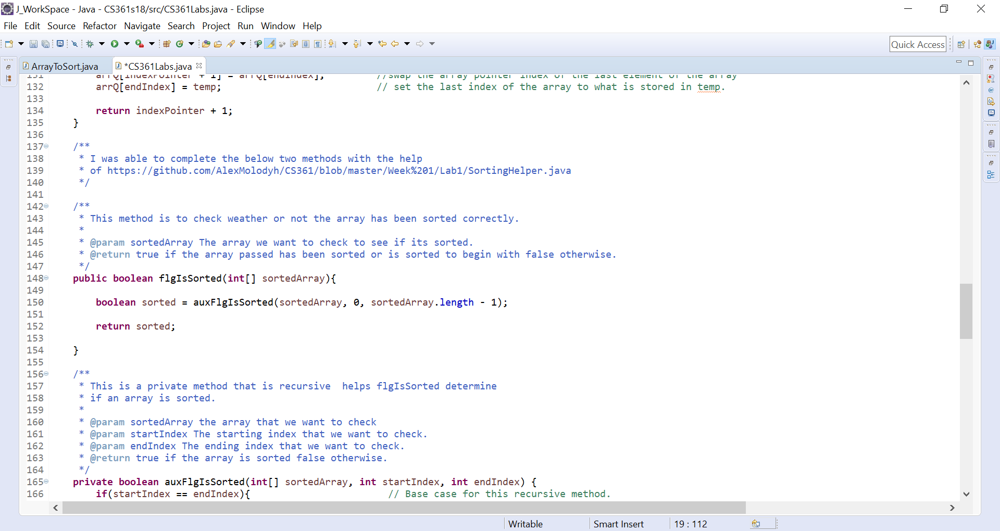 J_WorkSpace - Java - CS361s18/src/CS361Labs.java - Eclipse
File Edit Source Refactor Navigate Search Project Run Window Help
Quick Access
ArrayToSort.java *CS361Labs.java
131 arrQ[indexPointer + 1] = arrQ[endIndex]; //swap the array pointer index of the last element of the array
132 arrQ[endIndex] = temp; // set the last index of the array to what is stored in temp.
133
134 return indexPointer + 1;
135 }
136
137 /**
138 * I was able to complete the below two methods with the help
139 * of https://github.com/AlexMolodyh/CS361/blob/master/Week%201/Lab1/SortingHelper.java
140 */
141
142 /**
143 * This method is to check weather or not the array has been sorted correctly.
144 *
145 * @param sortedArray The array we want to check to see if its sorted.
146 * @return true if the array passed has been sorted or is sorted to begin with false otherwise.
147 */
148 public boolean flgIsSorted(int[] sortedArray){
149
150 boolean sorted = auxFlgIsSorted(sortedArray, 0, sortedArray.length - 1);
151
152 return sorted;
153
154 }
155
156 /**
157 * This is a private method that is recursive  helps flgIsSorted determine
158 * if an array is sorted.
159 *
160 * @param sortedArray the array that we want to check
161 * @param startIndex The starting index that we want to check.
162 * @param endIndex The ending index that we want to check.
163 * @return true if the array is sorted false otherwise.
164 */
165 private boolean auxFlgIsSorted(int[] sortedArray, int startIndex, int endIndex) {
166 if(startIndex == endIndex){ // Base case for this recursive method.
Writable Smart Insert 19 : 112